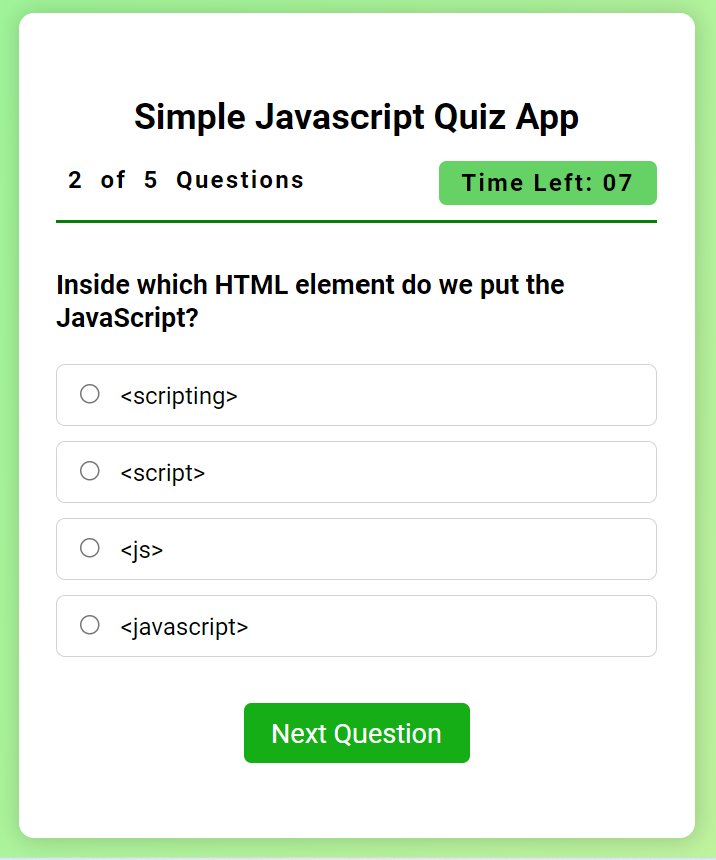 Simple Javascript Quiz App
2 of 5 Questions
Time Left: 07
Inside which HTML element do we put the
JavaScript?
<scripting>
<script>
<js>
<javascript>
Next Question